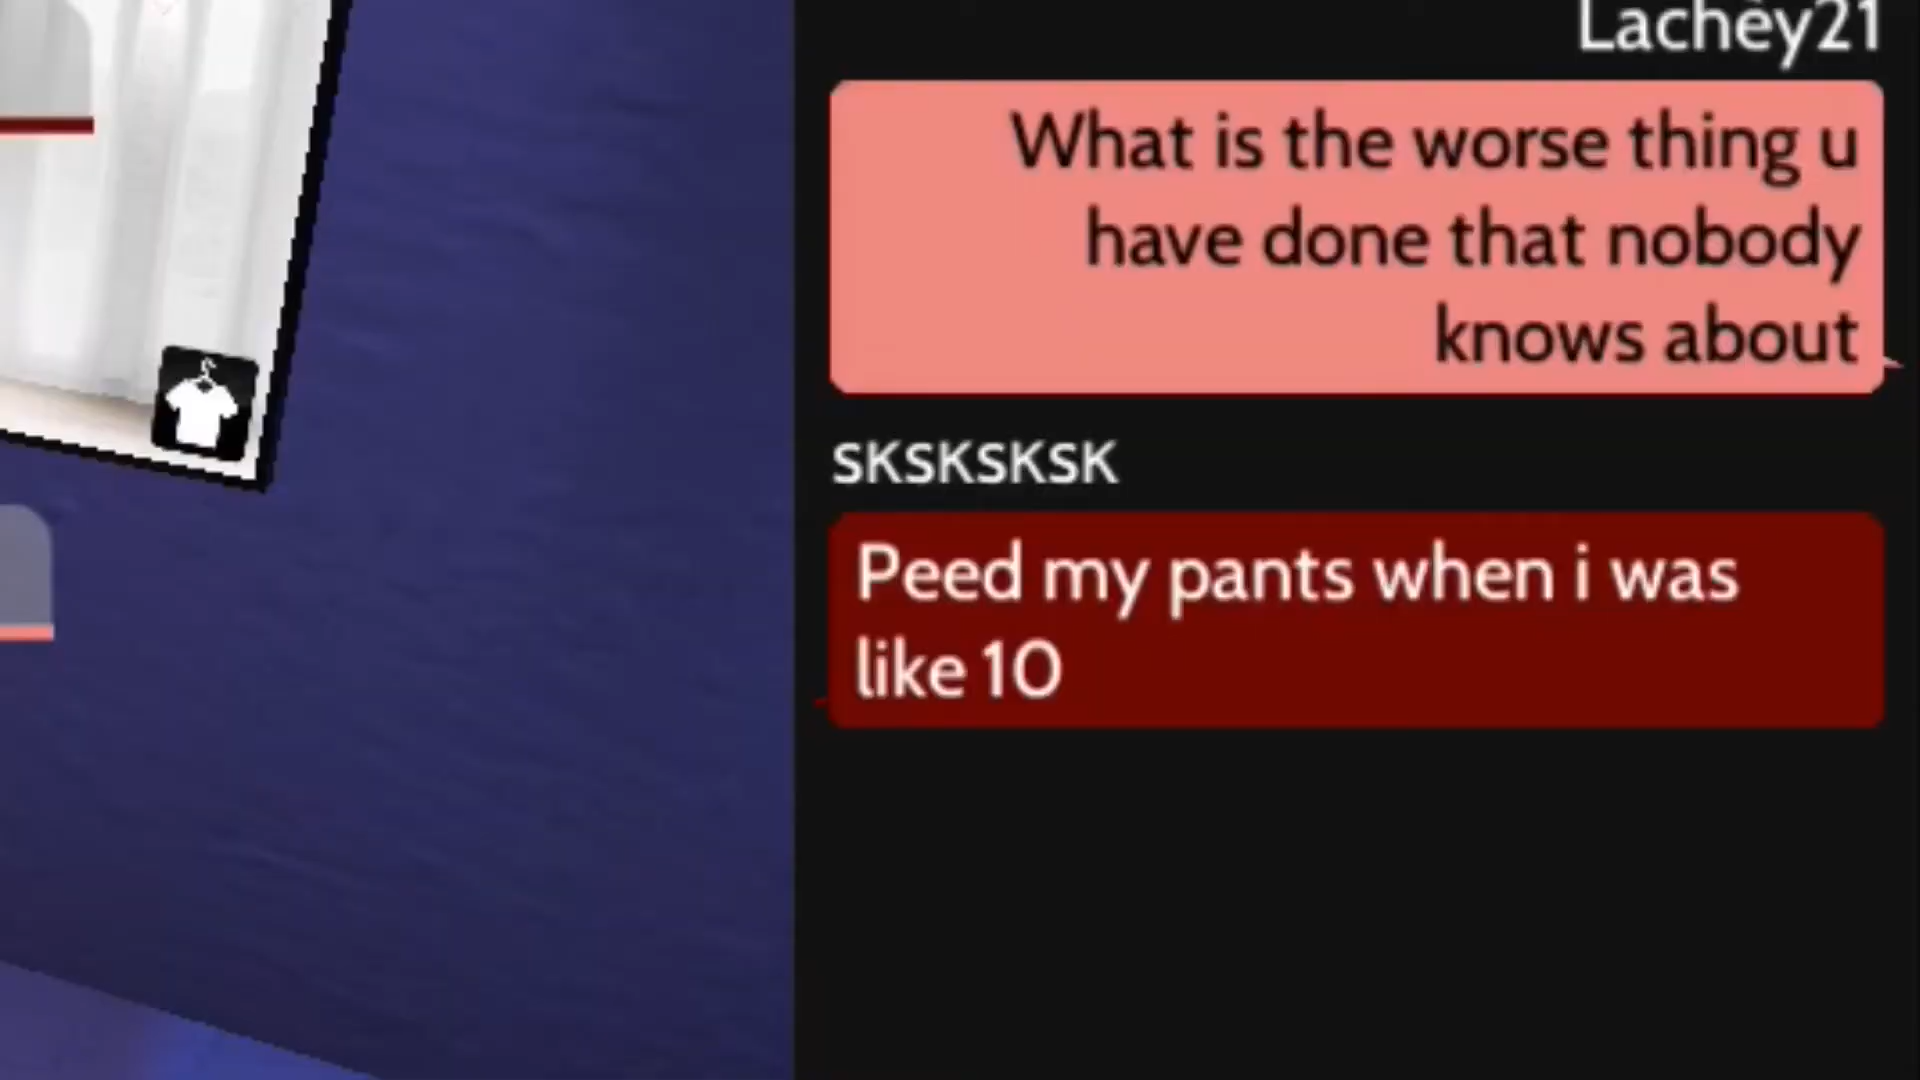 Lachey21
What is the worse thing u
have done that nobody
knows about
SKSKSKSK
Peed my pants when i was
like 10